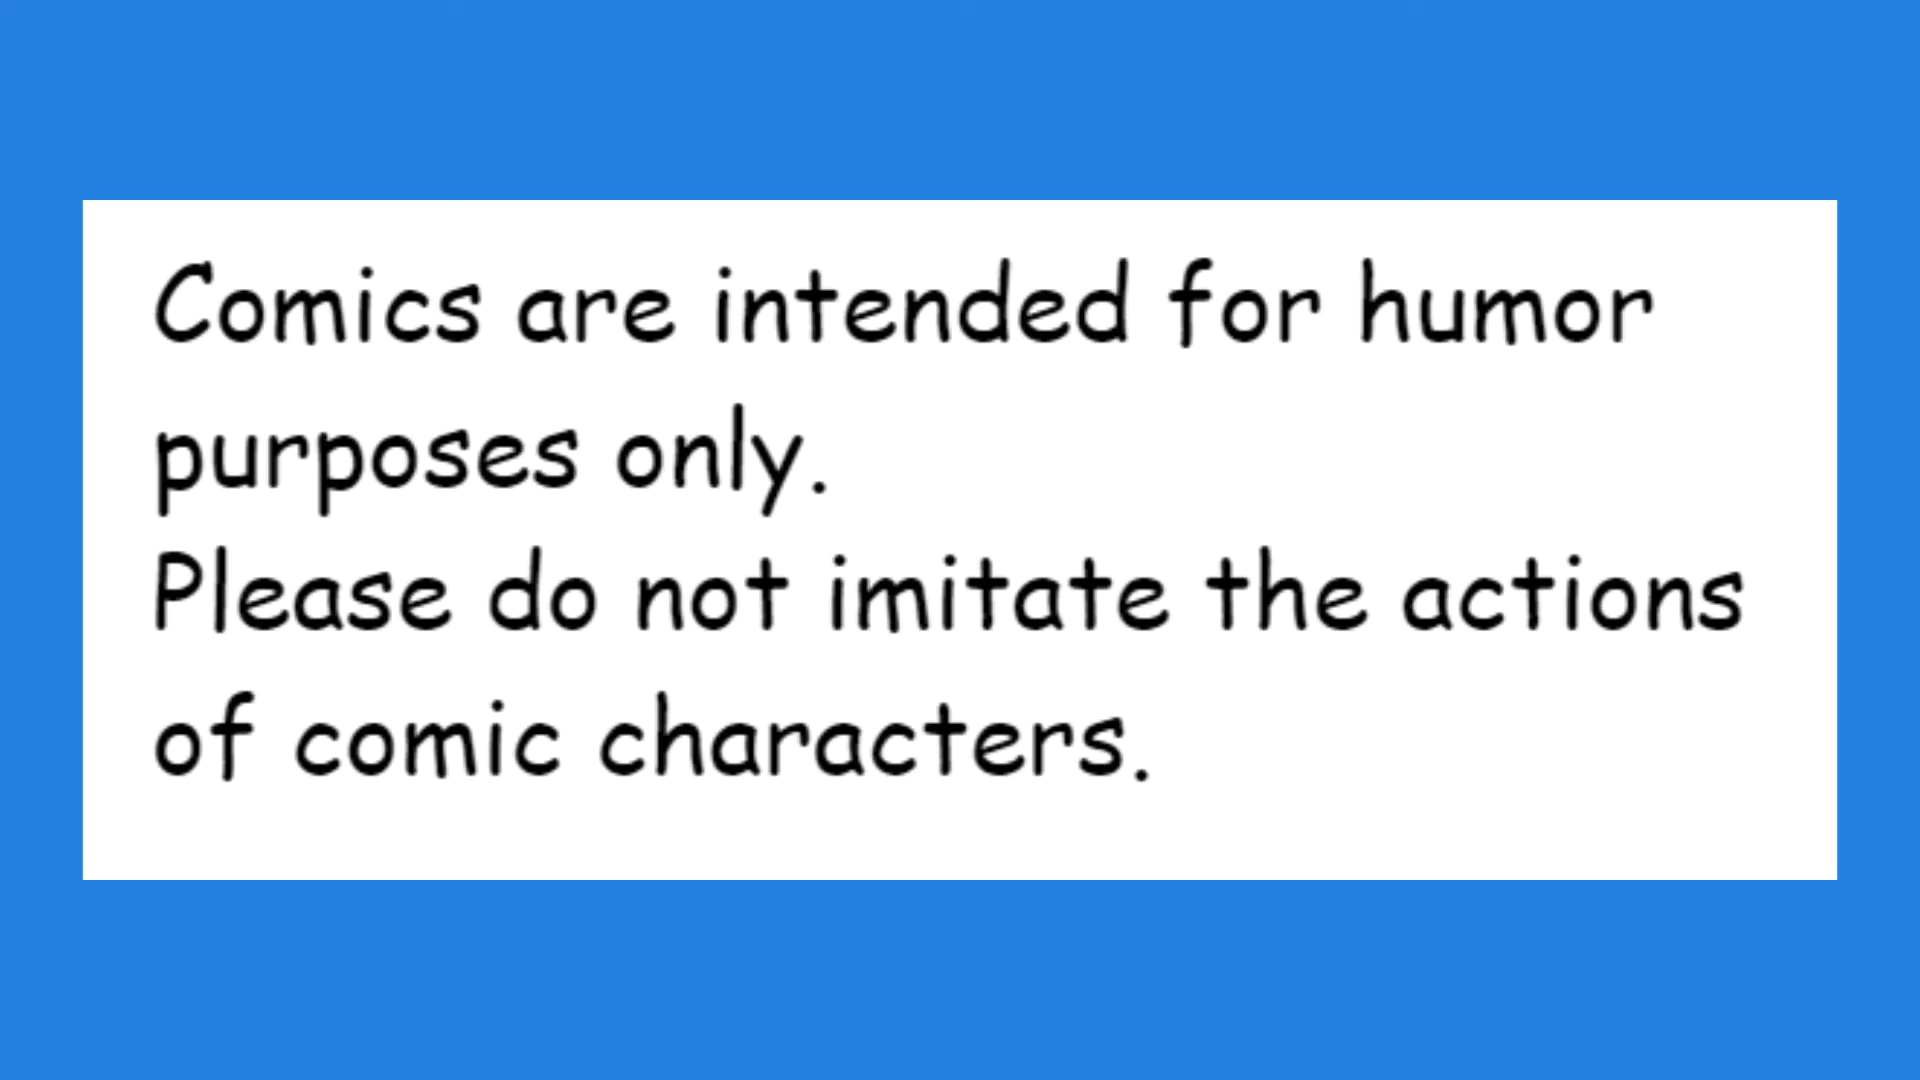 Comics are intended for humor
purposes only.
Please do not imitate the actions
of comic characters.